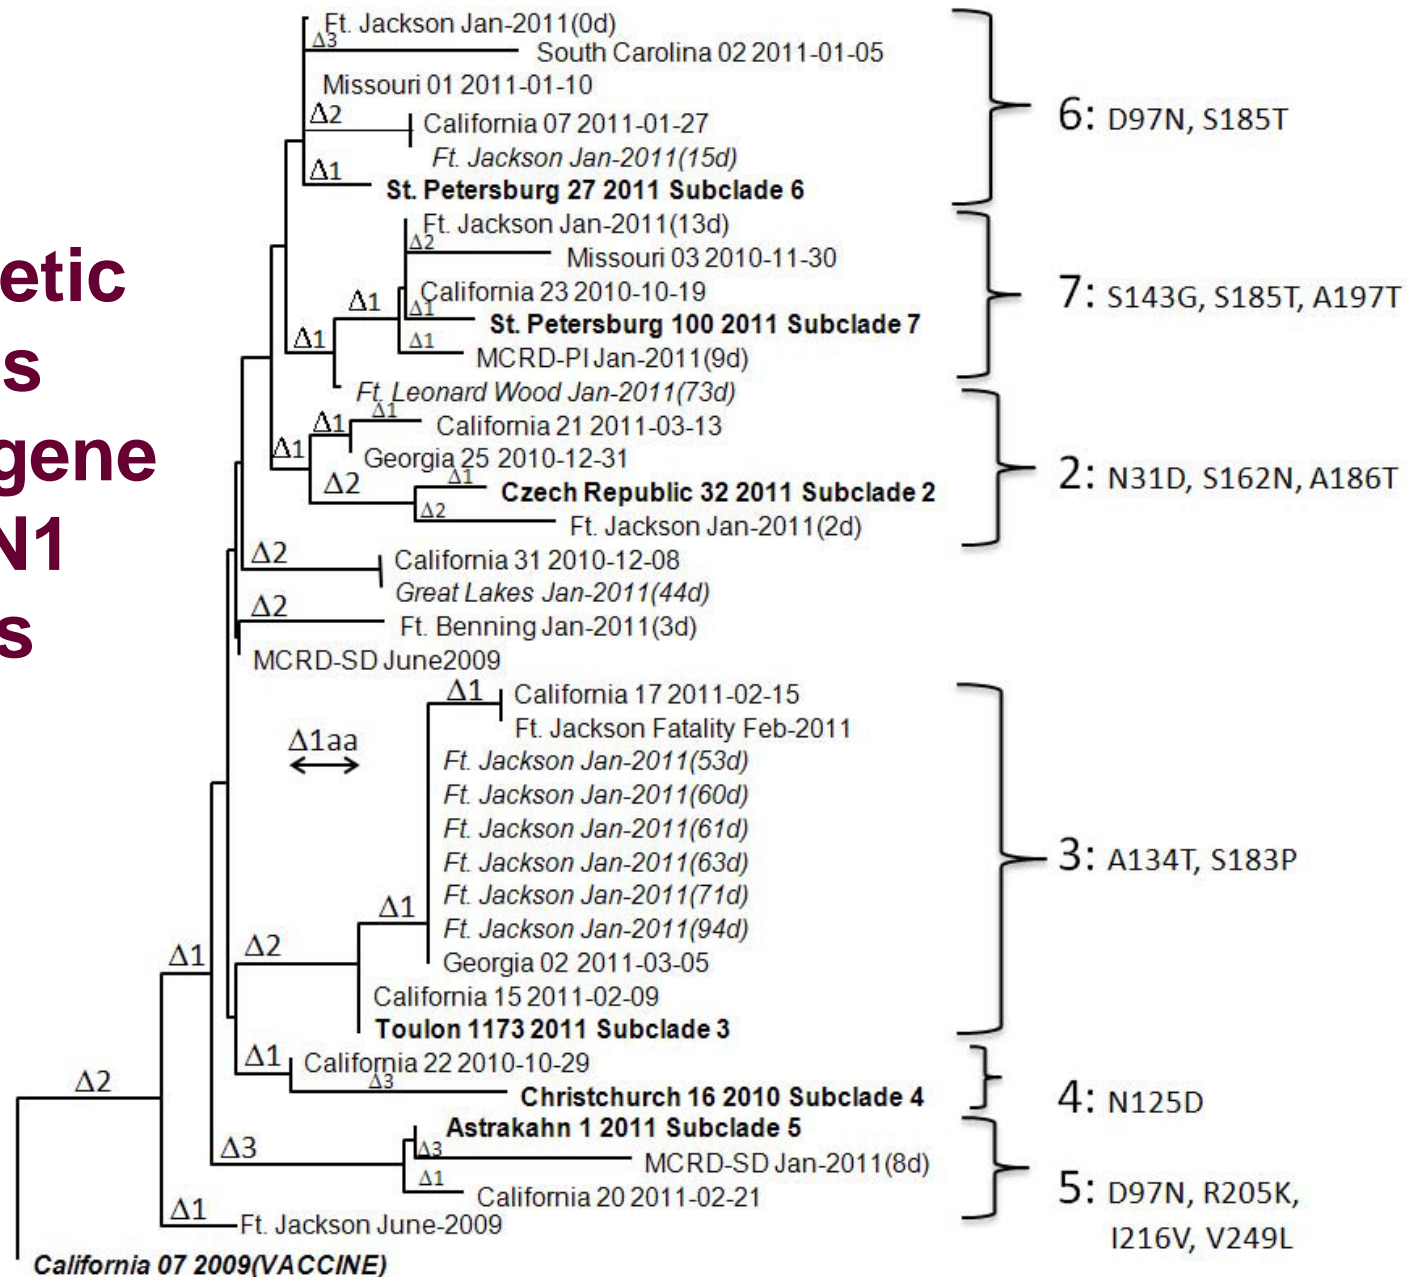 etic
s
gene
N1
s
Ft. Jackson Jan-2011(0d)
Δ3
South Carolina 02 2011-01-05
Missouri 01 2011-01-10
Δ2
California 07 2011-01-27
Ft. Jackson Jan-2011(15d)
Δ1
St. Petersburg 27 2011 Subclade 6
6: D97N, S185T
Ft. Jackson Jan-2011(13d)
Δ2
Missouri 03 2010-11-30
California 23 2010-10-19
Δ1
Δ1
St. Petersburg 100 2011 Subclade 7
Δ1
Δ1
MCRD-PI Jan-2011(9d)
Ft. Leonard Wood Jan-2011(73d)
7: S143G, S185T, A197T
Δ1
Δ1
California 21 2011-03-13
Δ1
Georgia 25 2010-12-31
Δ2
Δ1
Czech Republic 32 2011 Subclade 2
Δ2
Ft. Jackson Jan-2011(2d)
2: N31D, S162N, A186T
Δ2
California 31 2010-12-08
Great Lakes Jan-2011(44d)
Δ2
Ft. Benning Jan-2011(3d)
MCRD-SD June2009
Δ1
California 17 2011-02-15
Ft. Jackson Fatality Feb-2011
Δ1aa
Ft. Jackson Jan-2011(53d)
Ft. Jackson Jan-2011(60d)
Ft. Jackson Jan-2011(61d)
Ft. Jackson Jan-2011(63d)
Ft. Jackson Jan-2011(71d)
Δ1
Ft. Jackson Jan-2011(94d)
Δ1
Δ2
Georgia 02 2011-03-05
California 15 2011-02-09
Toulon 1173 2011 Subclade 3
3: A134T, S183P
Δ1
California 22 2010-10-29
Δ2
Δ3
Christchurch 16 2010 Subclade 4
4: N125D
Astrakahn 1 2011 Subclade 5
Δ3
Δ3
MCRD-SD Jan-2011(8d)
Δ1
California 20 2011-02-21
5: D97N, R205K,
I216V, V249L
Δ1
Ft. Jackson June-2009
California 07 2009(VACCINE)